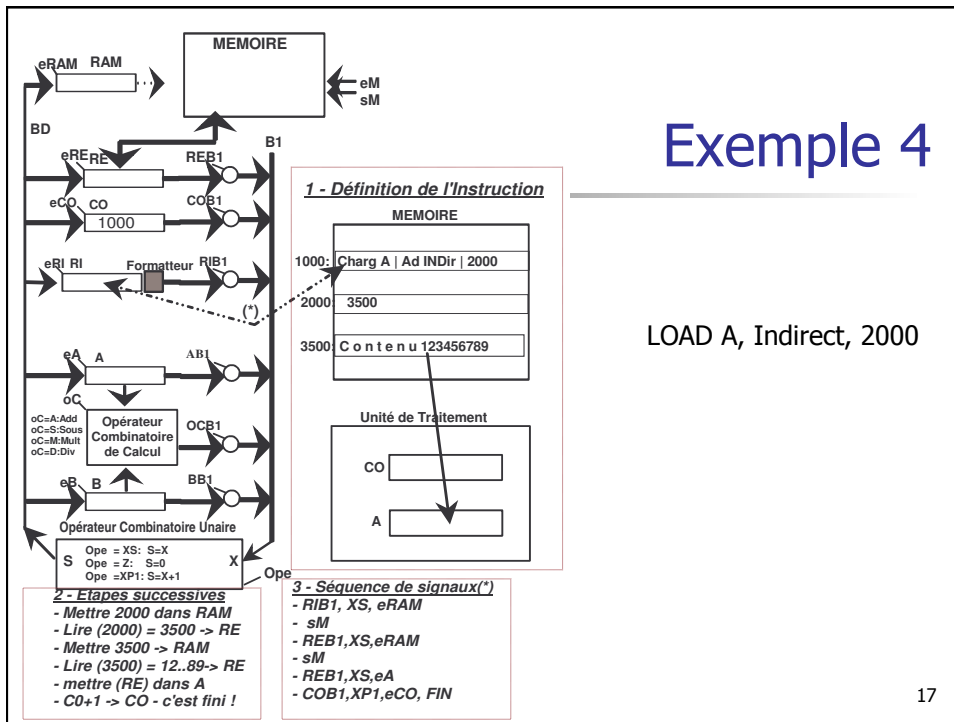 Exemple 4
LOAD A, Indirect, 2000
MEMOIRE
eRAM RAM
eM
sM
BD
B1
eRE RE
REB1
eCO CO
COB1
1000
eRI RI
Formatteur
RIB1
(*)
eA A
AB1
oC
oC=A:Add
oC=S:Sous
oC=M:Mult
oC=D:Div
Opérateur
Combinatoire
de Calcul
OCB1
eB B
BB1
Opérateur Combinatoire Unaire
S
Ope = XS: S=X
Ope = Z: S=0
Ope =XP1: S=X+1
X
Ope
1 - Définition de l'Instruction
MEMOIRE
1000: Charg A | Ad INDir | 2000
2000: 3500
3500: C o n t e n u 123456789
Unité de Traitement
CO
A
2 - Etapes successives
- Mettre 2000 dans RAM
- Lire (2000) = 3500 -> RE
- Mettre 3500 -> RAM
- Lire (3500) = 12..89-> RE
- mettre (RE) dans A
- C0+1 -> CO - c'est fini !
3 - Séquence de signaux(*)
- RIB1, XS, eRAM
- sM
- REB1,XS,eRAM
- sM
- REB1,XS,eA
- COB1,XP1,eCO, FIN
17